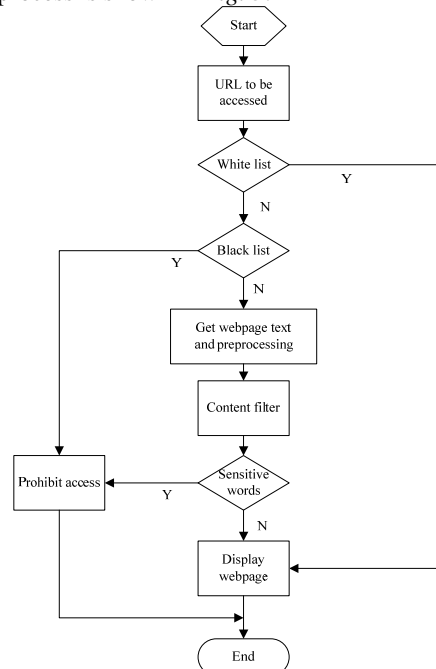 Start
URL to be
accessed
White list
Y
N
Black list
Y
N
Get webpage text
and preprocessing
Content filter
Sensitive
words
Prohibit access
Y
N
Display
webpage
End